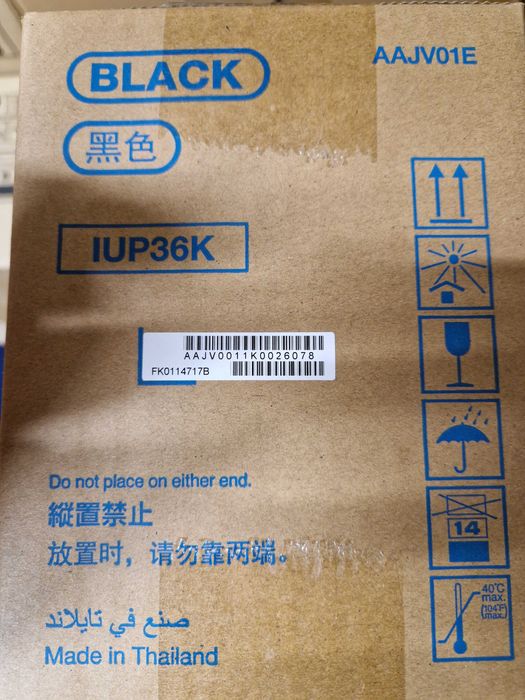 BLACK
AAJV01E
黑色
IUP36K
AAJV0011K0026078
FK0114717B
14
Do not place on either end.
縦置禁止
放置时，请勿靠两端。
40℃
max.
(104°F
max.)
صنع في تايلاند
Made in Thailand